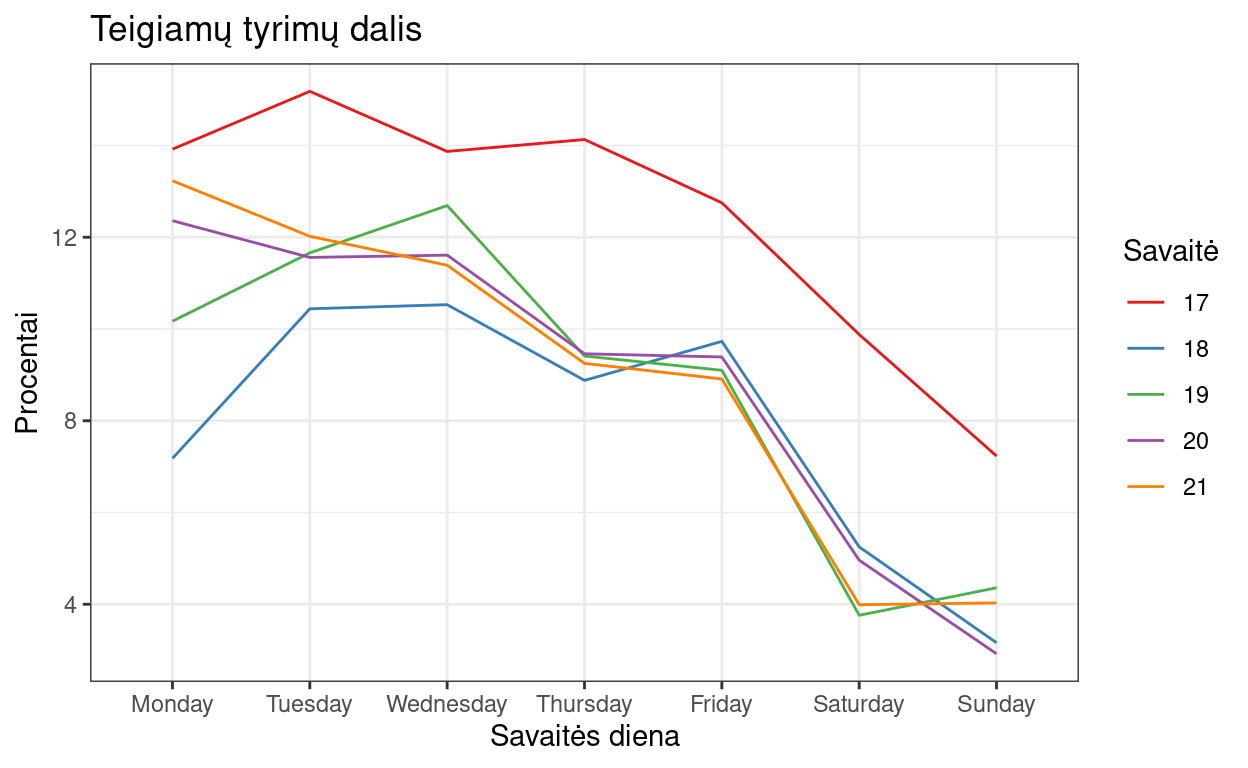 Teigiamų tyrimų dalis
Procentai
12
8
4
Monday Tuesday Wednesday Thursday Friday Saturday Sunday
Savaitės diena
Savaitė
17
18
19
20
21